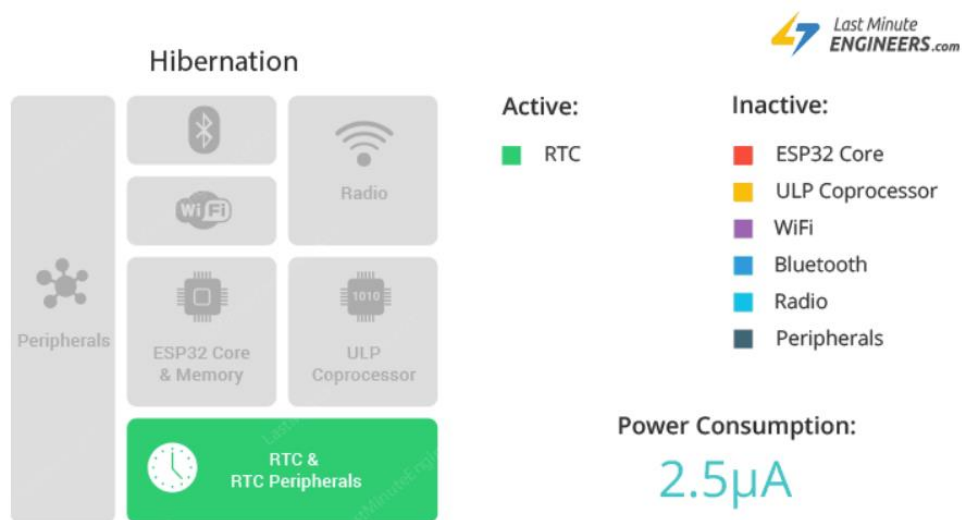 Last Minute
ENGINEERS.com
Hibernation
Peripherals
WiFi
Radio
ESP32 Core
& Memory
1010
ULP
Coprocessor
RTC &
RTC Peripherals
Active:
RTC
Inactive:
ESP32 Core
ULP Coprocessor
WiFi
Bluetooth
Radio
Peripherals
Power Consumption:
2.5μA